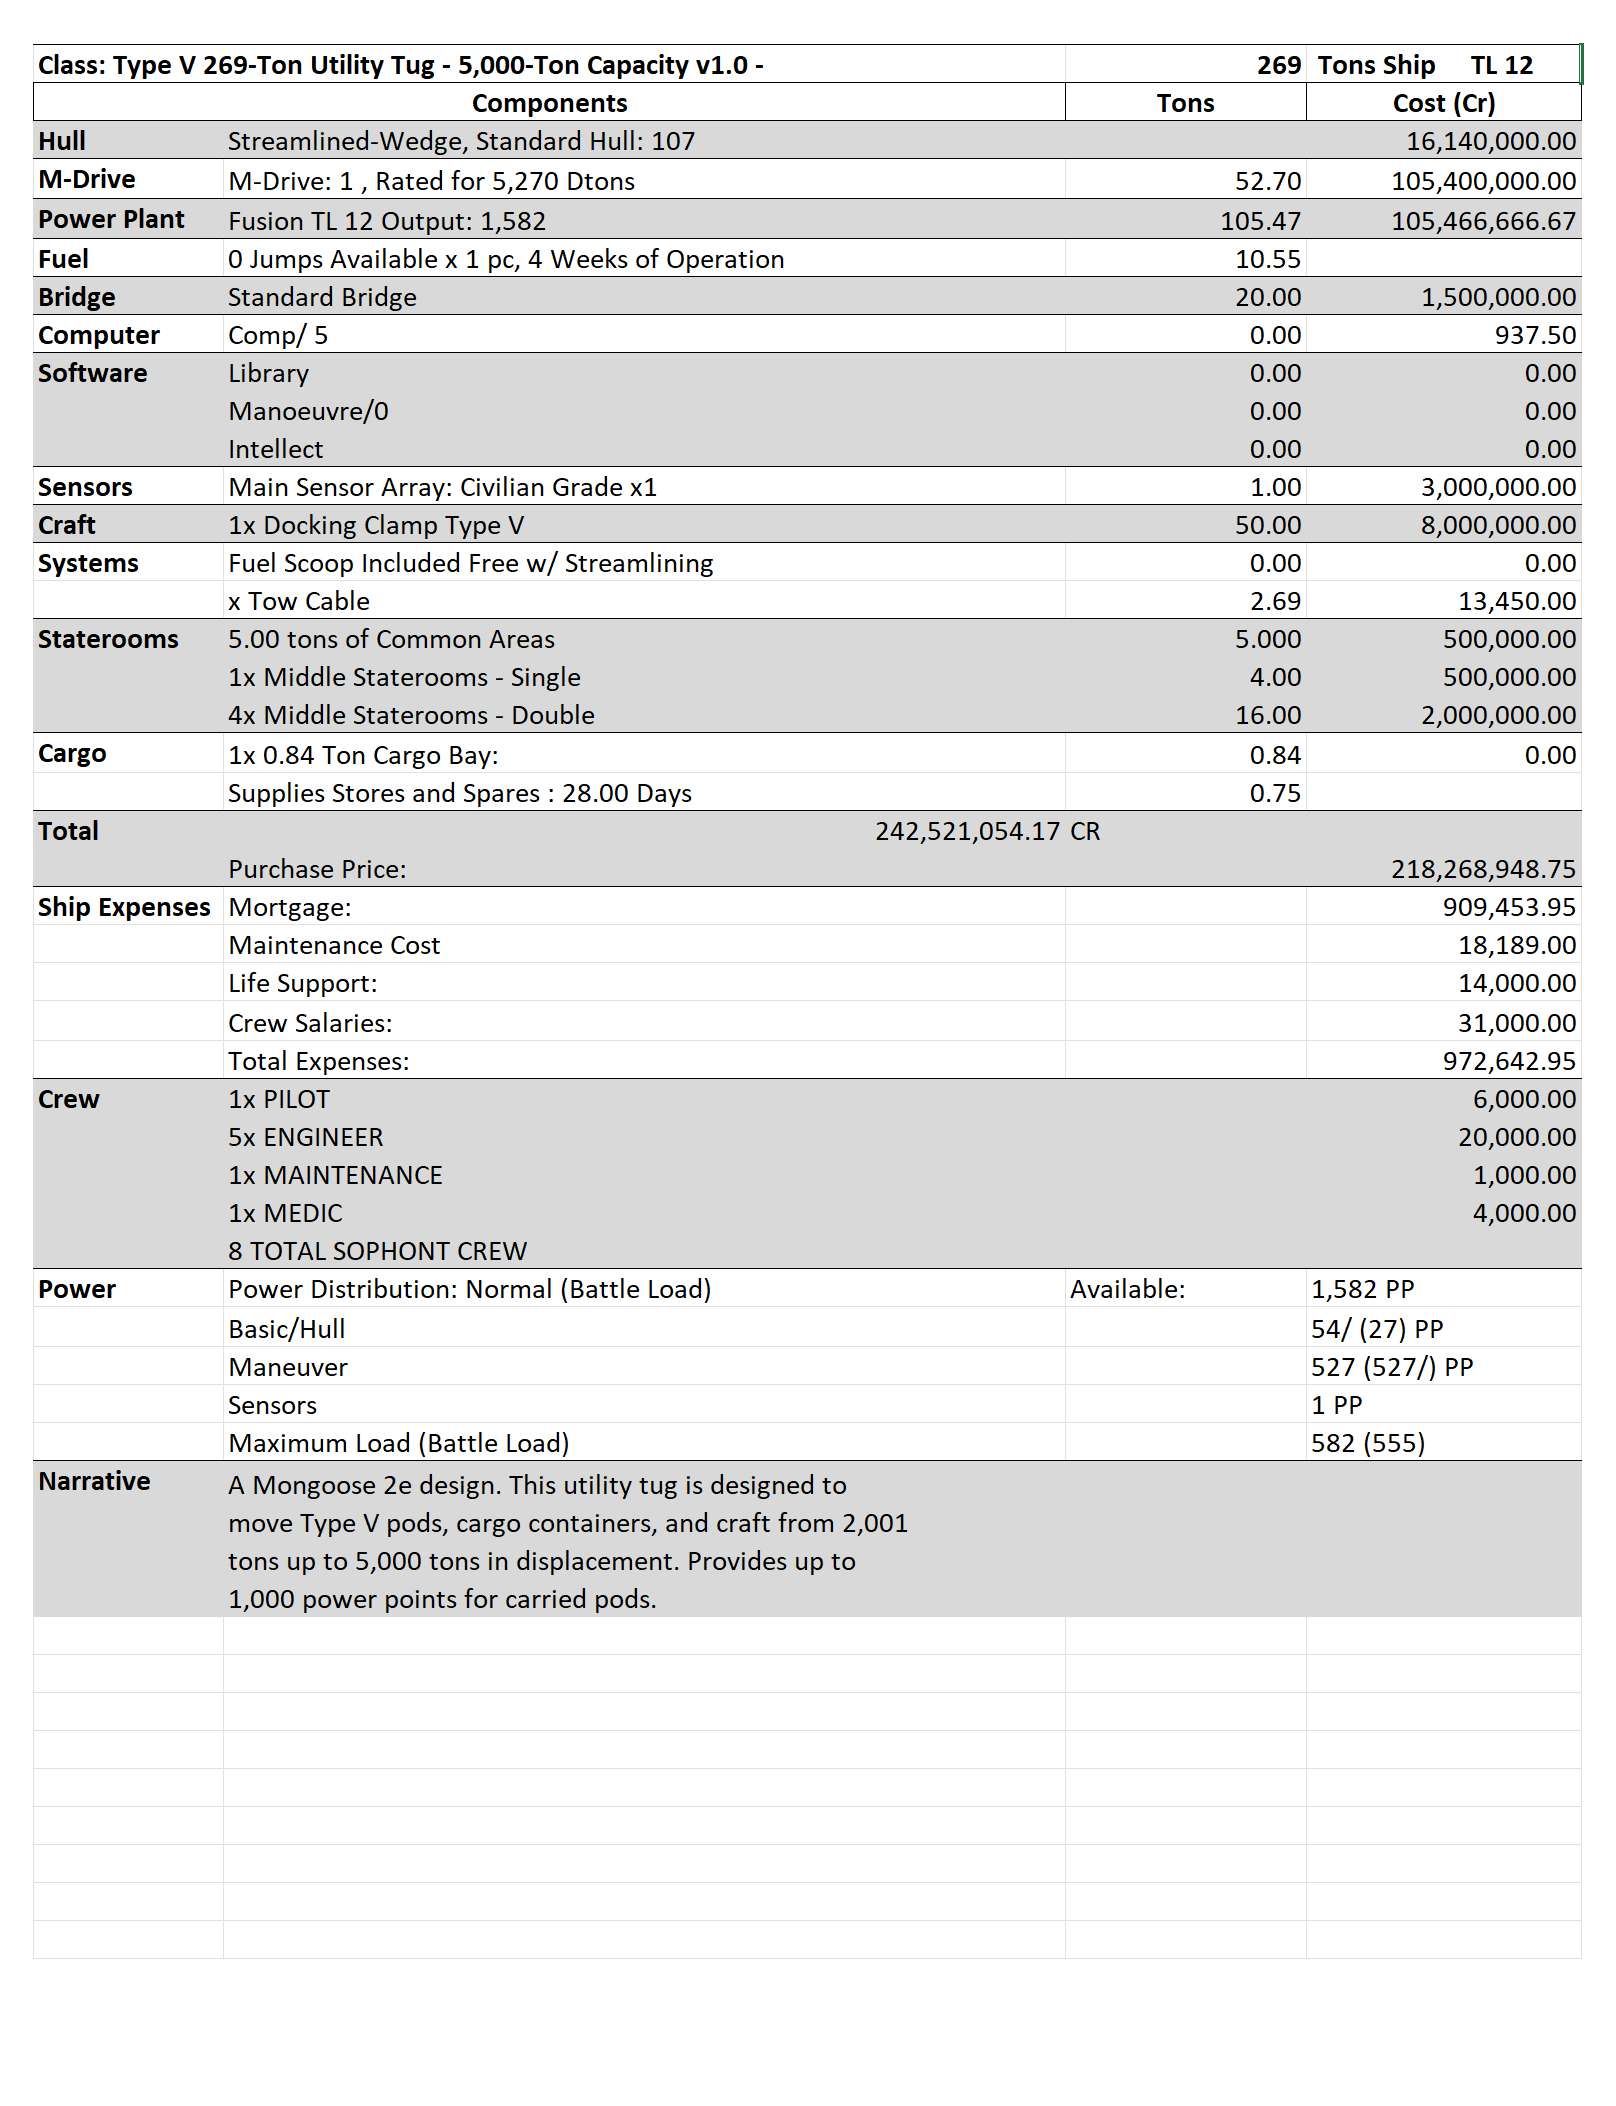 Class: Type V 269-Ton Utility Tug - 5,000-Ton Capacity v1.0 - 269 Tons Ship TL 12
Components Tons Cost (Cr)
Hull Streamlined-Wedge, Standard Hull: 107 16,140,000.00
M-Drive M-Drive: 1 , Rated for 5,270 Dtons 52.70 105,400,000.00
Power Plant Fusion TL 12 Output: 1,582 105.47 105,466,666.67
Fuel 0 Jumps Available x 1 pc, 4 Weeks of Operation 10.55
Bridge Standard Bridge 20.00 1,500,000.00
Computer Comp/ 5 0.00 937.50
Software Library 0.00 0.00
Manoeuvre/0 0.00 0.00
Intellect 0.00 0.00
Sensors Main Sensor Array: Civilian Grade x1 1.00 3,000,000.00
Craft 1x Docking Clamp Type V 50.00 8,000,000.00
Systems Fuel Scoop Included Free w/ Streamlining 0.00 0.00
x Tow Cable 2.69 13,450.00
Staterooms 5.00 tons of Common Areas 5.000 500,000.00
1x Middle Staterooms - Single 4.00 500,000.00
4x Middle Staterooms - Double 16.00 2,000,000.00
Cargo 1x 0.84 Ton Cargo Bay: 0.84 0.00
Supplies Stores and Spares : 28.00 Days 0.75
Total 242,521,054.17 CR
Purchase Price: 218,268,948.75
Ship Expenses Mortgage: 909,453.95
Maintenance Cost 18,189.00
Life Support: 14,000.00
Crew Salaries: 31,000.00
Total Expenses: 972,642.95
Crew 1x PILOT 6,000.00
5x ENGINEER 20,000.00
1x MAINTENANCE 1,000.00
1x MEDIC 4,000.00
8 TOTAL SOPHONT CREW
Power Power Distribution: Normal (Battle Load) Available: 1,582 PP
Basic/Hull 54/ (27) PP
Maneuver 527 (527/) PP
Sensors 1 PP
Maximum Load (Battle Load) 582 (555)
Narrative A Mongoose 2e design. This utility tug is designed to
move Type V pods, cargo containers, and craft from 2,001
tons up to 5,000 tons in displacement. Provides up to
1,000 power points for carried pods.